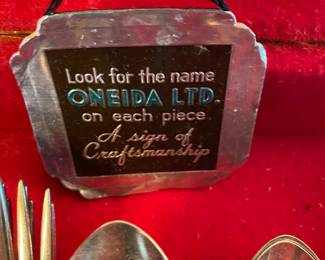 Look for the name
ONEIDA LTD.
on each piece
A sign of
Craftsmanship